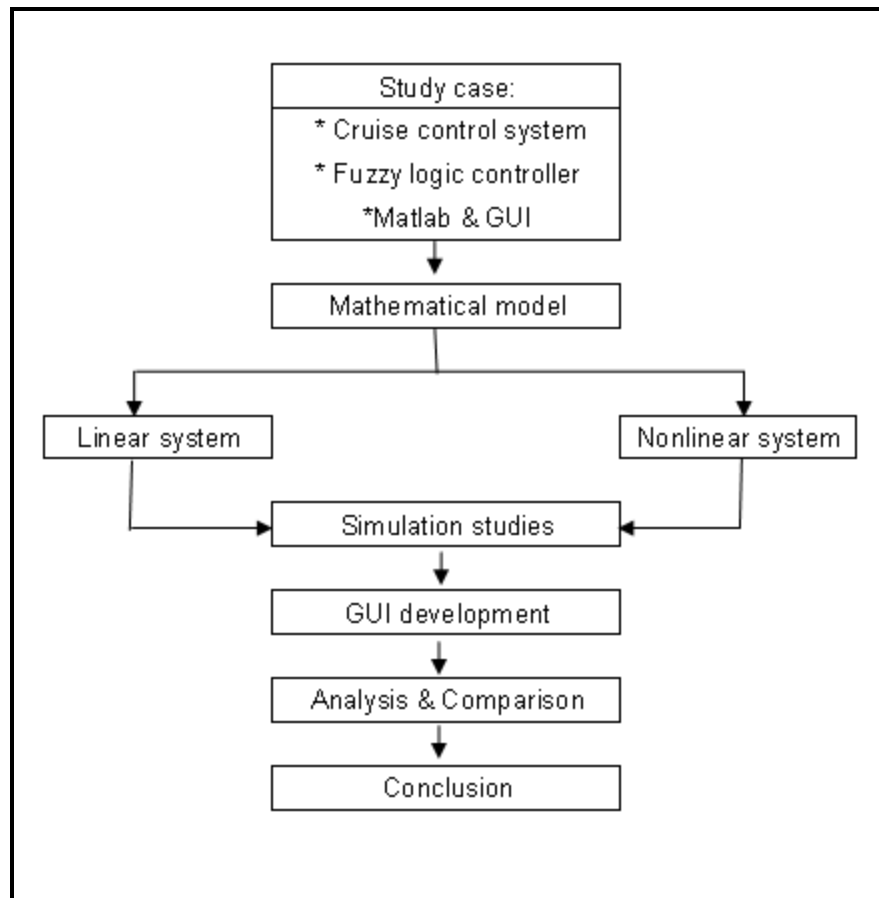 Study case:
* Cruise control system
* Fuzzy logic controller
*Matlab & GUI
Mathematical model
Linear system
Nonlinear system
Simulation studies
GUI development
Analysis & Comparison
Conclusion